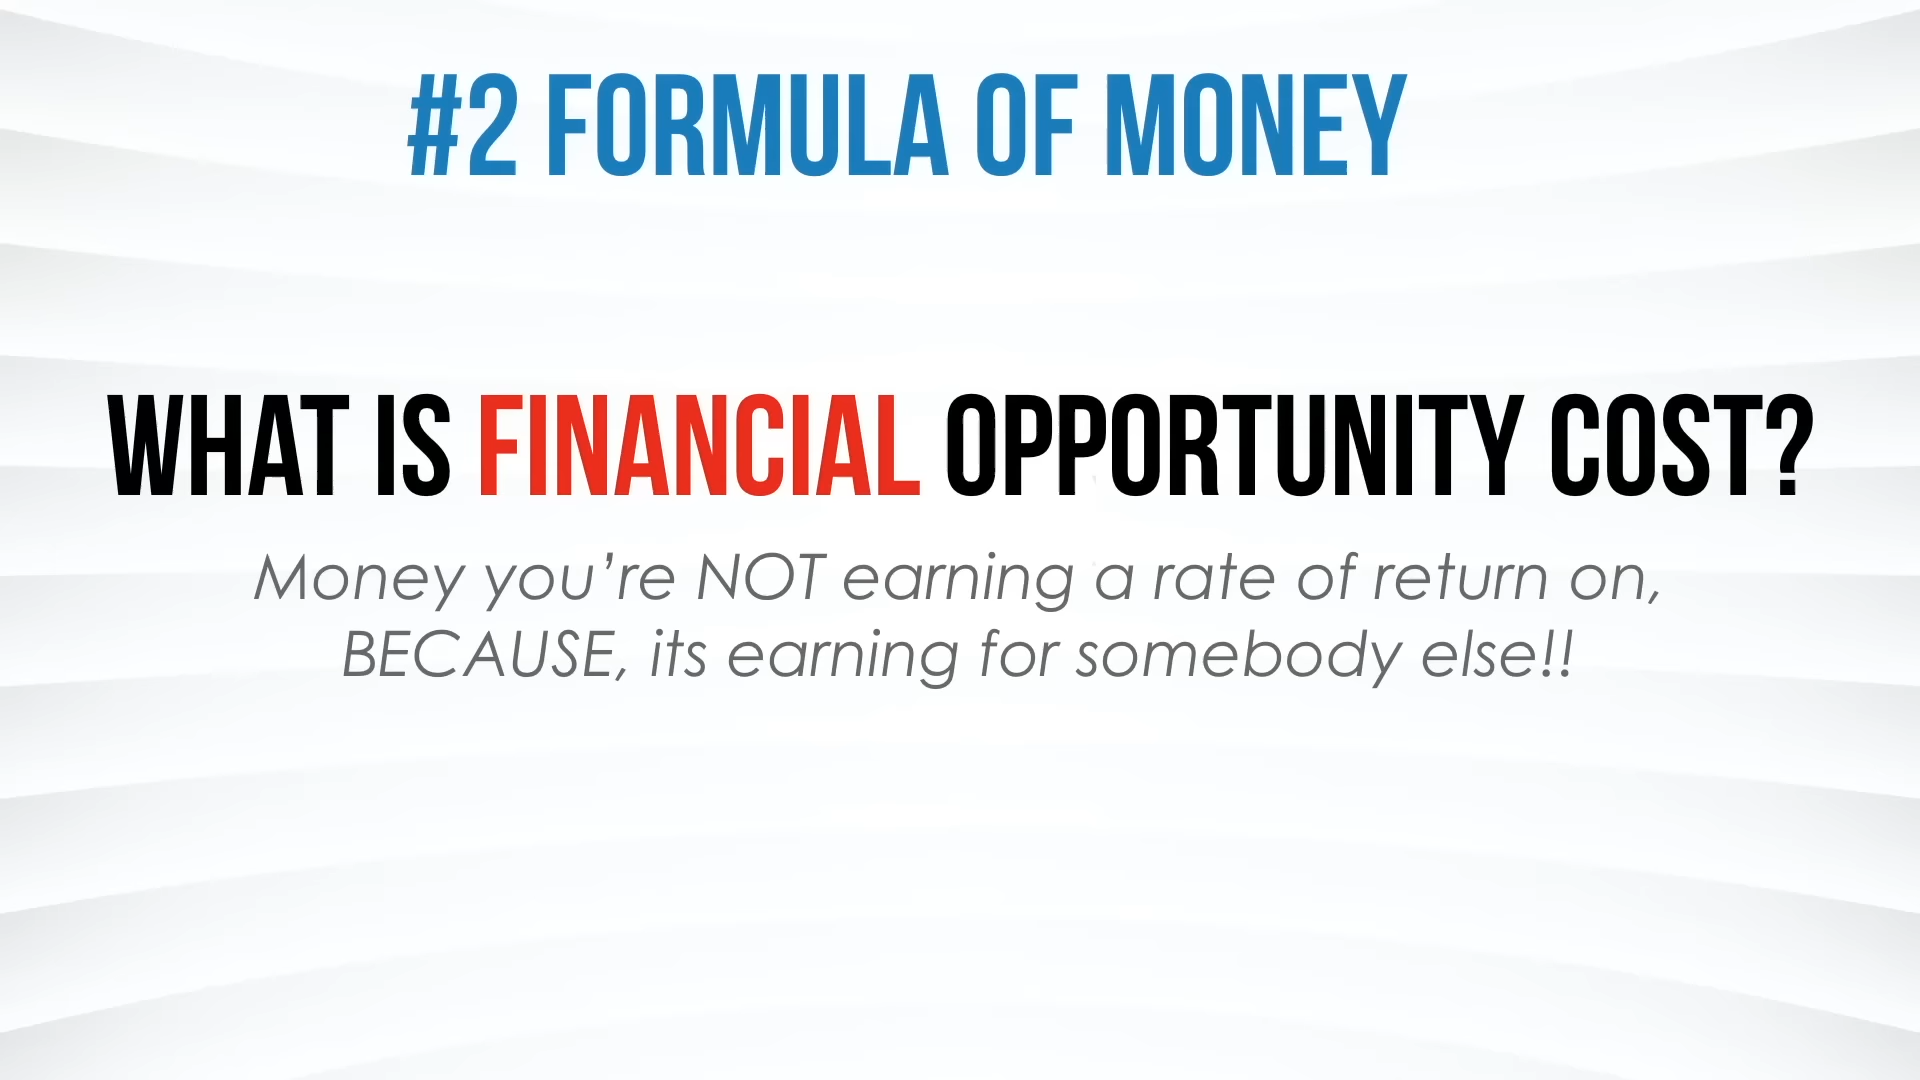 #2 FORMULA OF MONEY
WHAT IS FINANCIAL OPPORTUNITY COST?
Money you’re NOT earning a rate of return on,
BECAUSE, its earning for somebody else!!